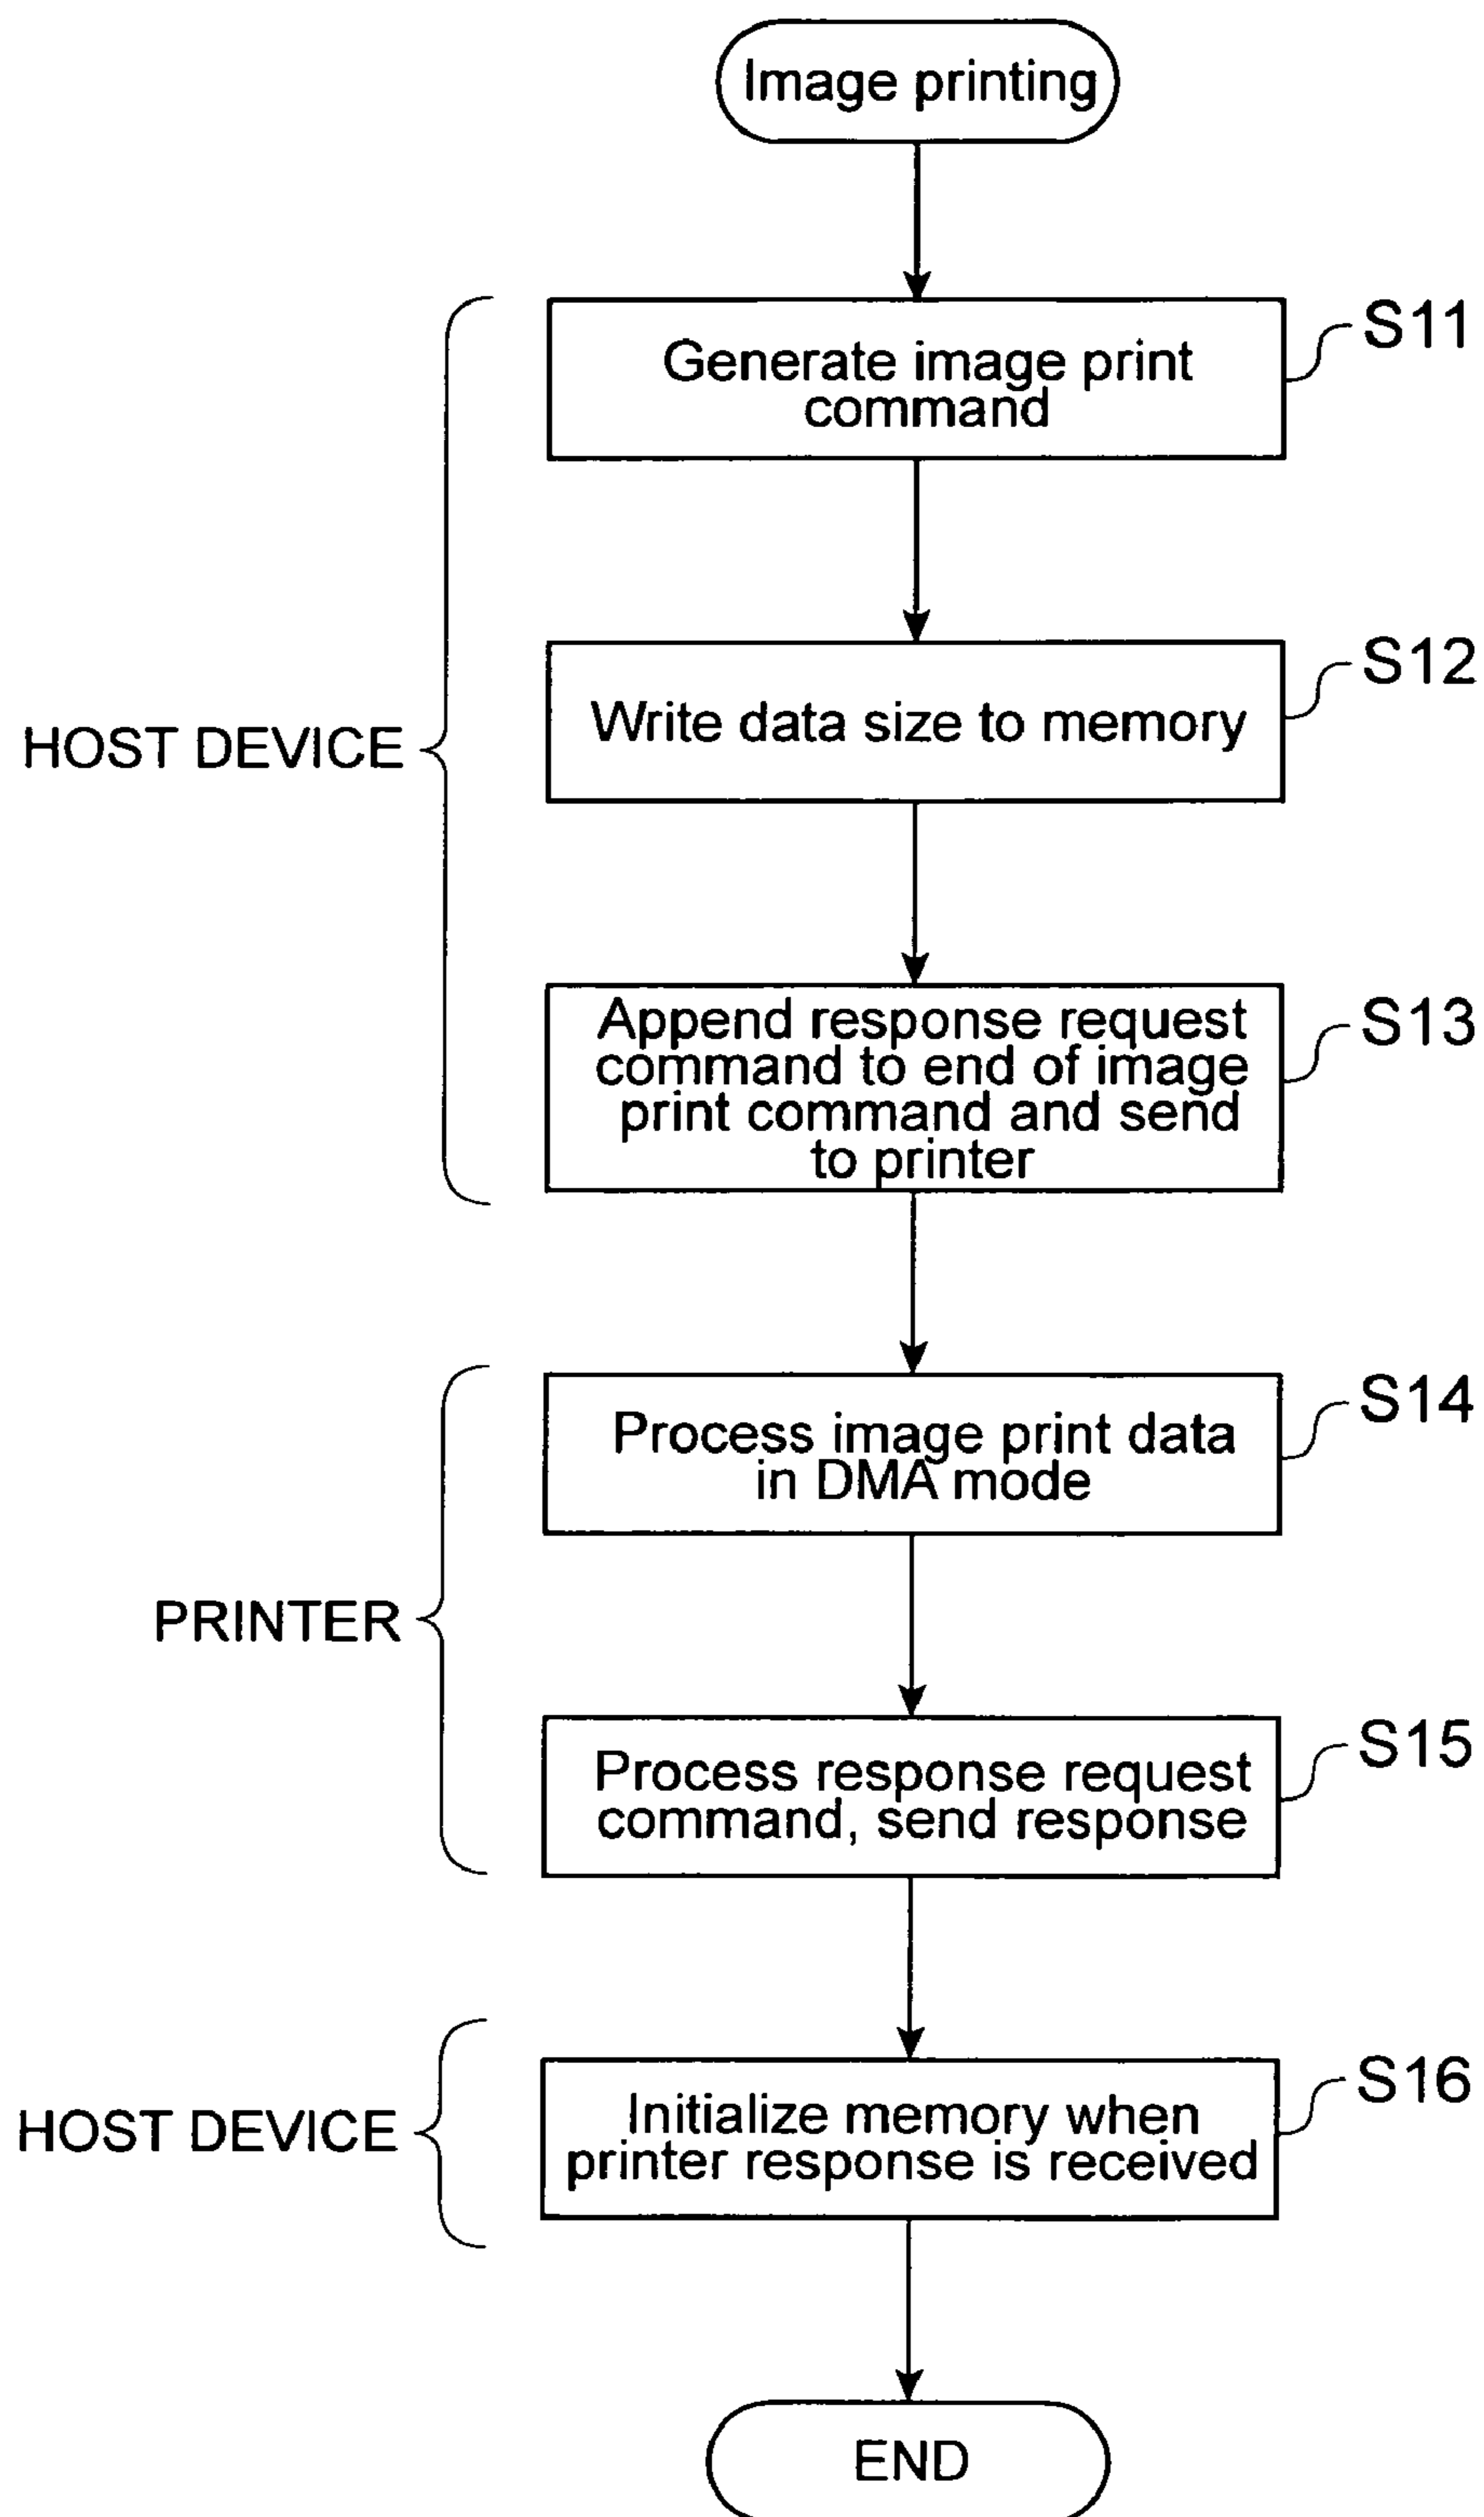 Image printing
S11
Generate image print
command
S12
Write data size to memory
HOST DEVICE
S13
Append response request
command to end of image
print command and send
to printer
S14
Process image print data
in DMA mode
PRINTER
S15
Process response request
command, send response
S16
Initialize memory when
printer response is received
HOST DEVICE
END